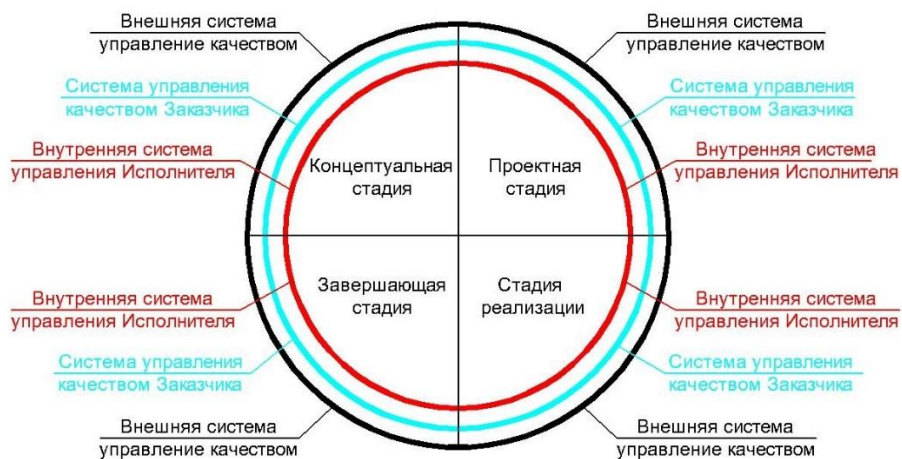 Внешняя система
управление качеством
Внешняя система
управление качеством
Система управления
качеством Заказчика
Система управления
качеством Заказчика
Внутренняя система
управления Исполнителя
Внутренняя система
управления Исполнителя
Концептуальная
стадия
Проектная
стадия
Завершающая
стадия
Стадия
реализации
Внутренняя система
управления Исполнителя
Внутренняя система
управления Исполнителя
Система управления
качеством Заказчика
Система управления
качеством Заказчика
Внешняя система
управление качеством
Внешняя система
управление качеством